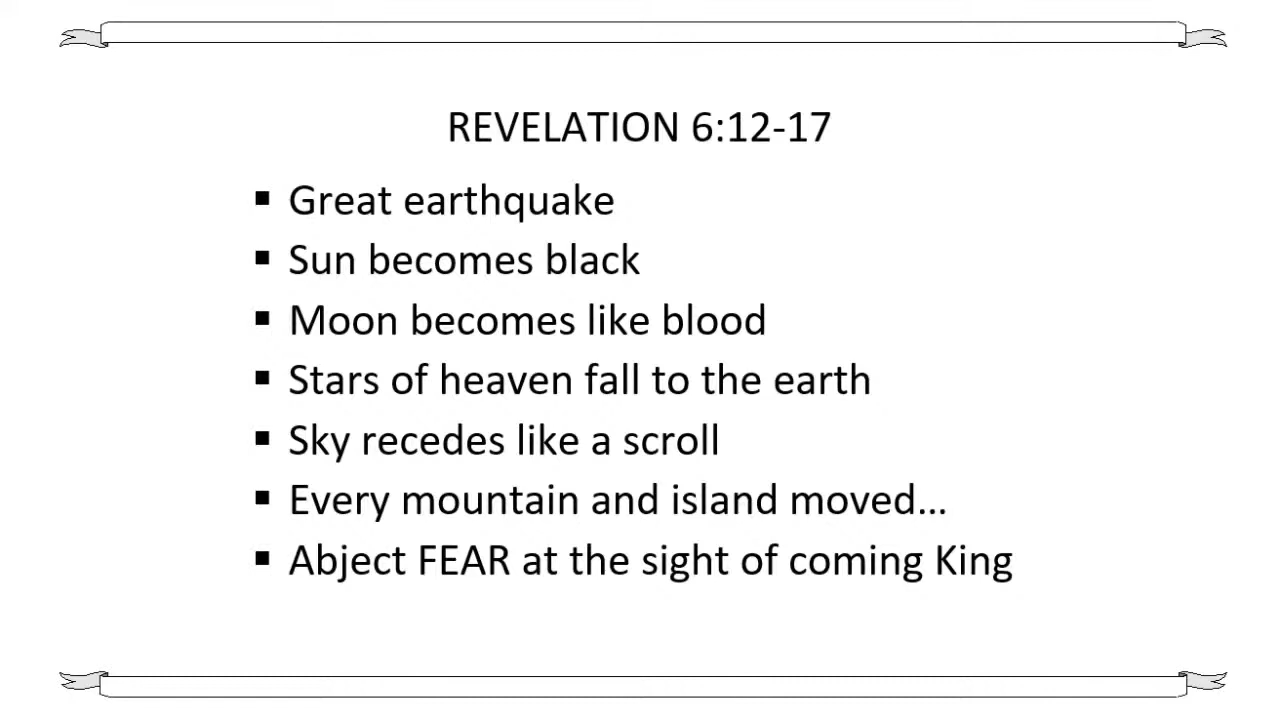 REVELATION 6:12-17
▪ Great earthquake
▪ Sun becomes black
▪ Moon becomes like blood
▪ Stars of heaven fall to the earth
▪ Sky recedes like a scroll
▪ Every mountain and island moved…
▪ Abject FEAR at the sight of coming King